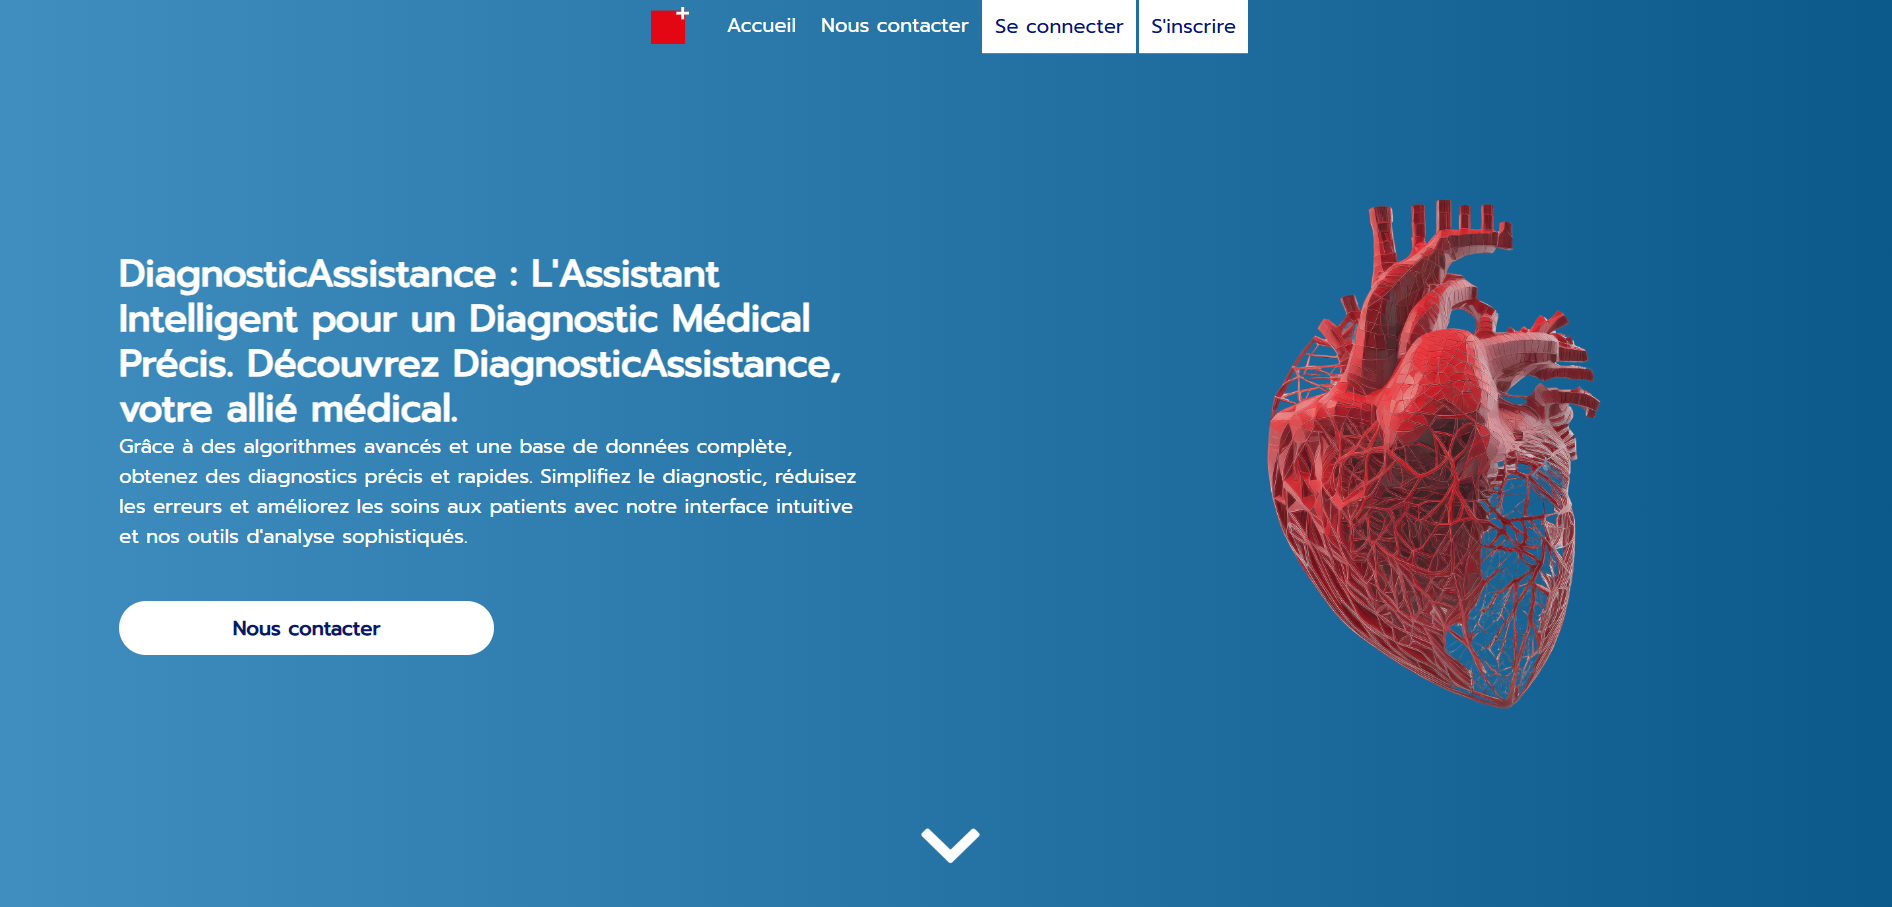 Accueil Nous contacter Se connecter S'inscrire
DiagnosticAssistance : L'Assistant
Intelligent pour un Diagnostic Médical
Précis. Découvrez DiagnosticAssistance,
votre allié médical.
Grâce à des algorithmes avancés et une base de données complète,
obtenez des diagnostics précis et rapides. Simplifiez le diagnostic, réduisez
les erreurs et améliorez les soins aux patients avec notre interface intuitive
et nos outils d'analyse sophistiqués.
Nous contacter